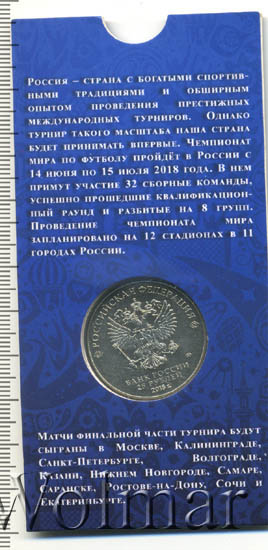 Россия – страна с богатыми спортив-
ными традициями и обширным
опытом проведения престижных
международных турниров. Однако
турнир такого масштаба наша страна
будет принимать впервые. Чемпионат
мира по футболу пройдёт в России с
14 июня по 15 июля 2018 года. В нем
примут участие 32 сборные команды,
успешно прошедшие квалификацион-
ный раунд и разбитые на 8 групп.
Проведение чемпионата мира
запланировано на 12 стадионах в 11
городах России.
РОССИЙСКАЯ ФЕДЕРАЦИЯ
БАНК РОССИИ
25 РУБЛЕЙ
2018 г.
Матчи финальной части турнира будут
сыграны в Москве, Калининграде,
Санкт-Петербурге, Волгограде,
Казани, Нижнем Новгороде, Самаре,
Саранске, Ростове-на-Дону, Сочи и
Екатеринбурге.
Wolmar